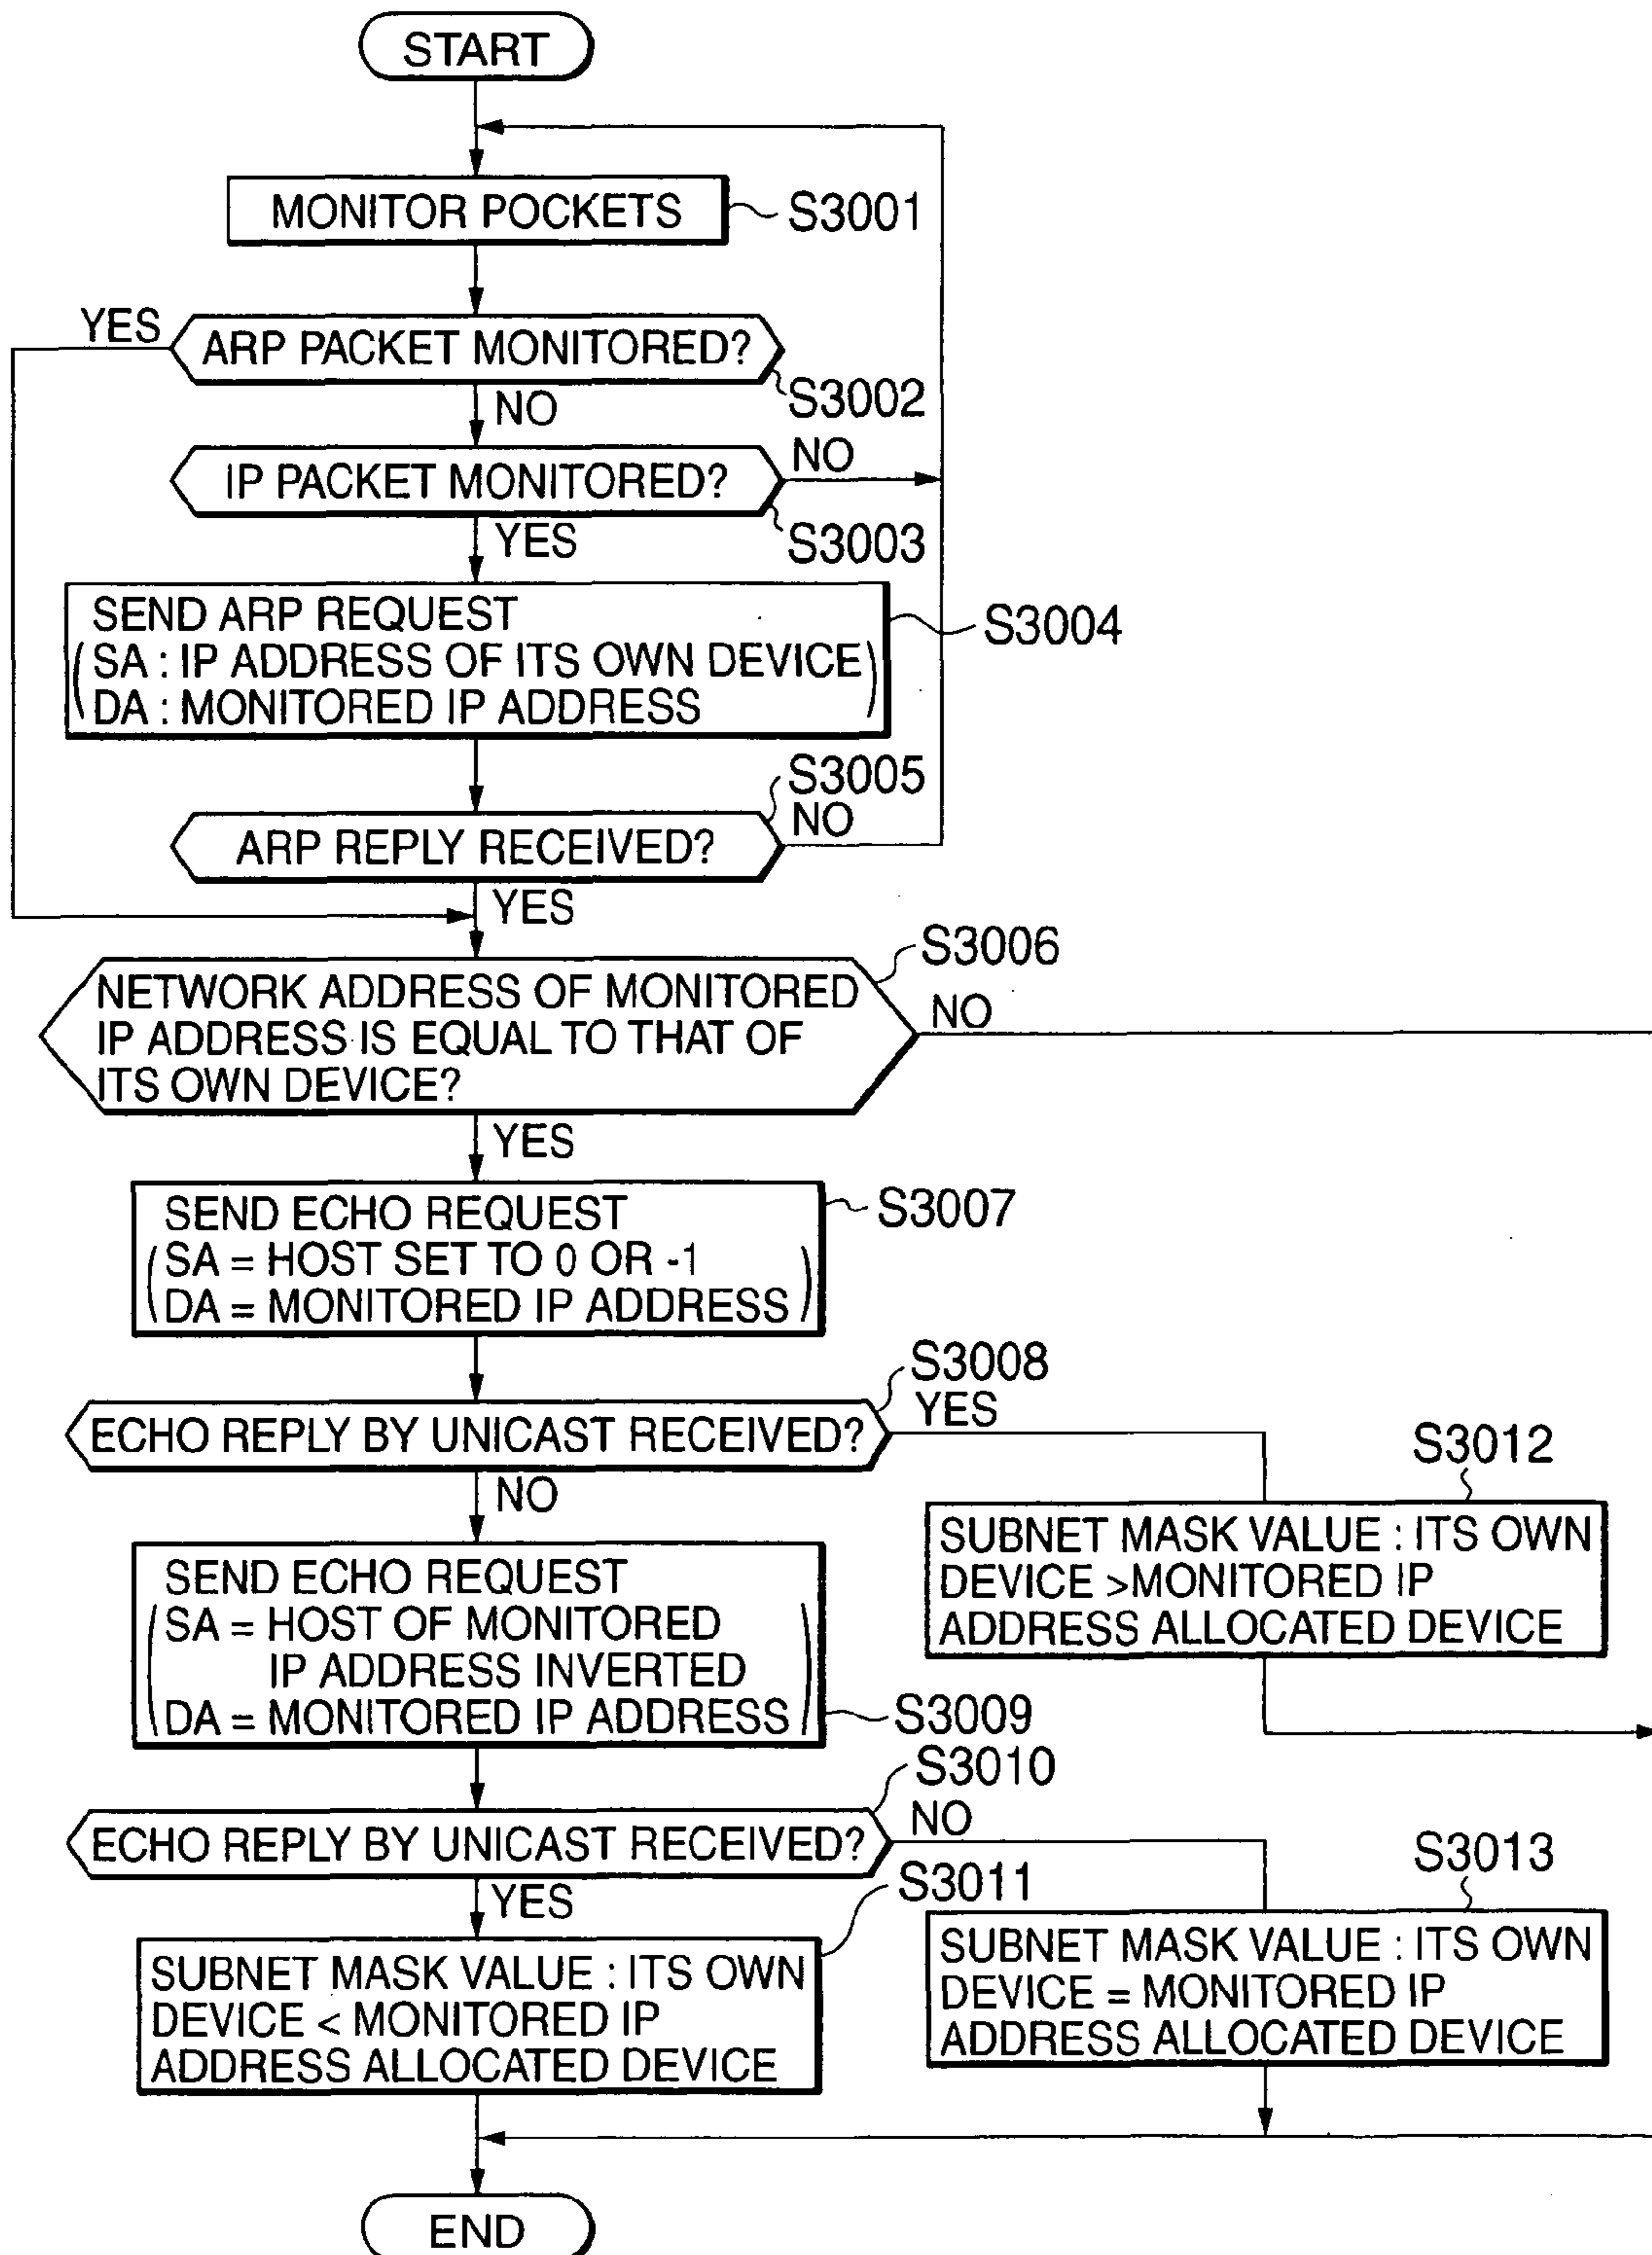 START
MONITOR POCKETS
S3001
YES
ARP PACKET MONITORED?
S3002
NO
IP PACKET MONITORED?
NO
S3003
YES
SEND ARP REQUEST
(SA : IP ADDRESS OF ITS OWN DEVICE
DA : MONITORED IP ADDRESS)
S3004
S3005
ARP REPLY RECEIVED?
NO
YES
S3006
NETWORK ADDRESS OF MONITORED
IP ADDRESS IS EQUAL TO THAT OF
ITS OWN DEVICE?
NO
YES
SEND ECHO REQUEST
(SA = HOST SET TO 0 OR -1
DA = MONITORED IP ADDRESS)
S3007
S3008
ECHO REPLY BY UNICAST RECEIVED?
YES
NO
S3012
SUBNET MASK VALUE : ITS OWN
DEVICE >MONITORED IP
ADDRESS ALLOCATED DEVICE
SEND ECHO REQUEST
(SA = HOST OF MONITORED
IP ADDRESS INVERTED
DA = MONITORED IP ADDRESS)
S3009
S3010
ECHO REPLY BY UNICAST RECEIVED?
NO
YES
S3011
SUBNET MASK VALUE : ITS OWN
DEVICE < MONITORED IP
ADDRESS ALLOCATED DEVICE
S3013
SUBNET MASK VALUE : ITS OWN
DEVICE = MONITORED IP
ADDRESS ALLOCATED DEVICE
END